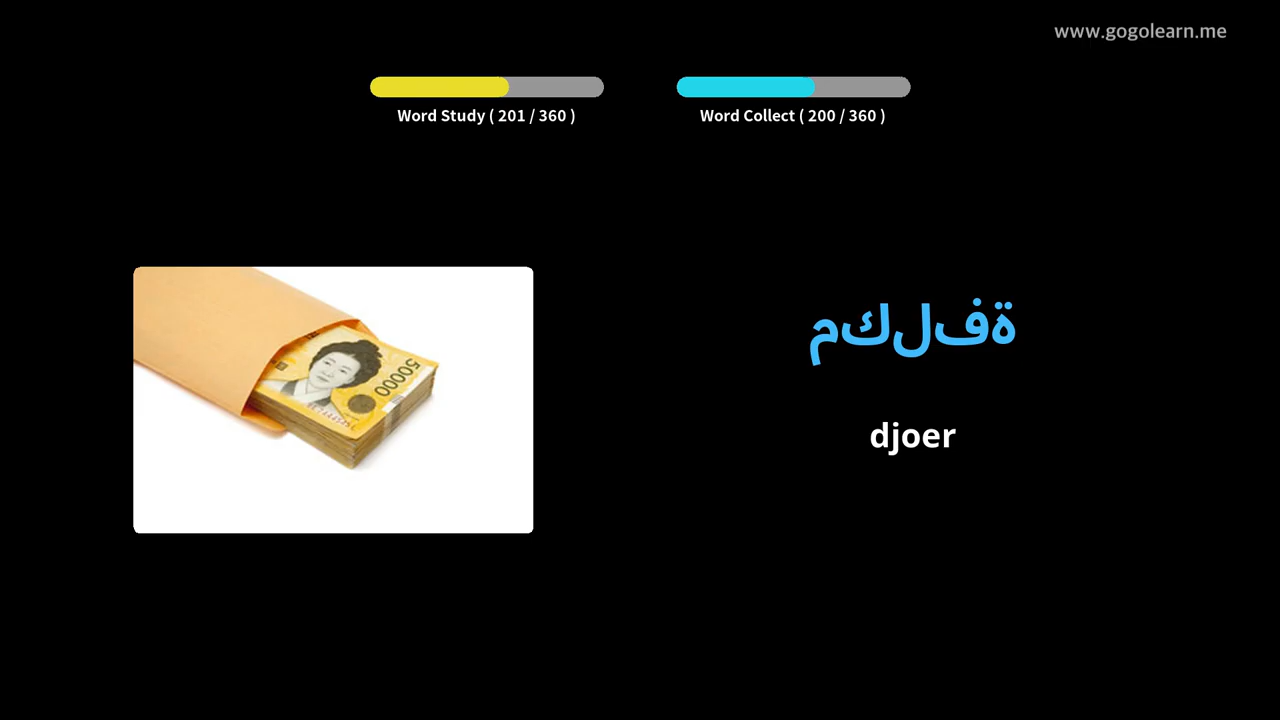 www.gogolearn.me
Word Study ( 201 / 360 )
Word Collect ( 200 / 360 )
50000
مكلفة
djoer